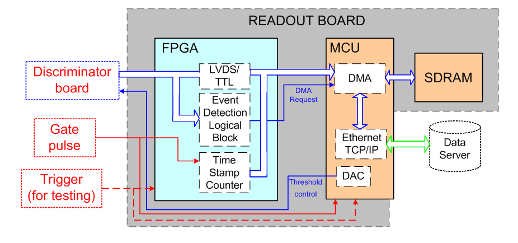 READOUT BOARD
FPGA
MCU
Discriminator
board
LVDS/
TTL
DMA
SDRAM
DMA
Request
Event
Detection
Logical
Block
Gate
pulse
Ethernet
TCP/IP
Data
Server
Time
Stamp
Counter
DAC
Trigger
(for testing)
Threshold
control